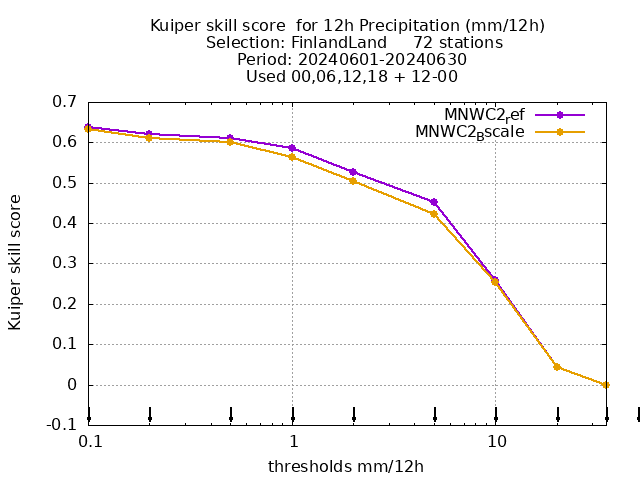 Kuiper skill score  for 12h Precipitation (mm/12h)
Selection: FinlandLand     72 stations
Period: 20240601-20240630
Used 00,06,12,18 + 12-00
MNWC2ref
MNWC2Bscale
Kuiper skill score
0.7
0.6
0.5
0.4
0.3
0.2
0.1
0
-0.1
0.1 1 10
thresholds mm/12h